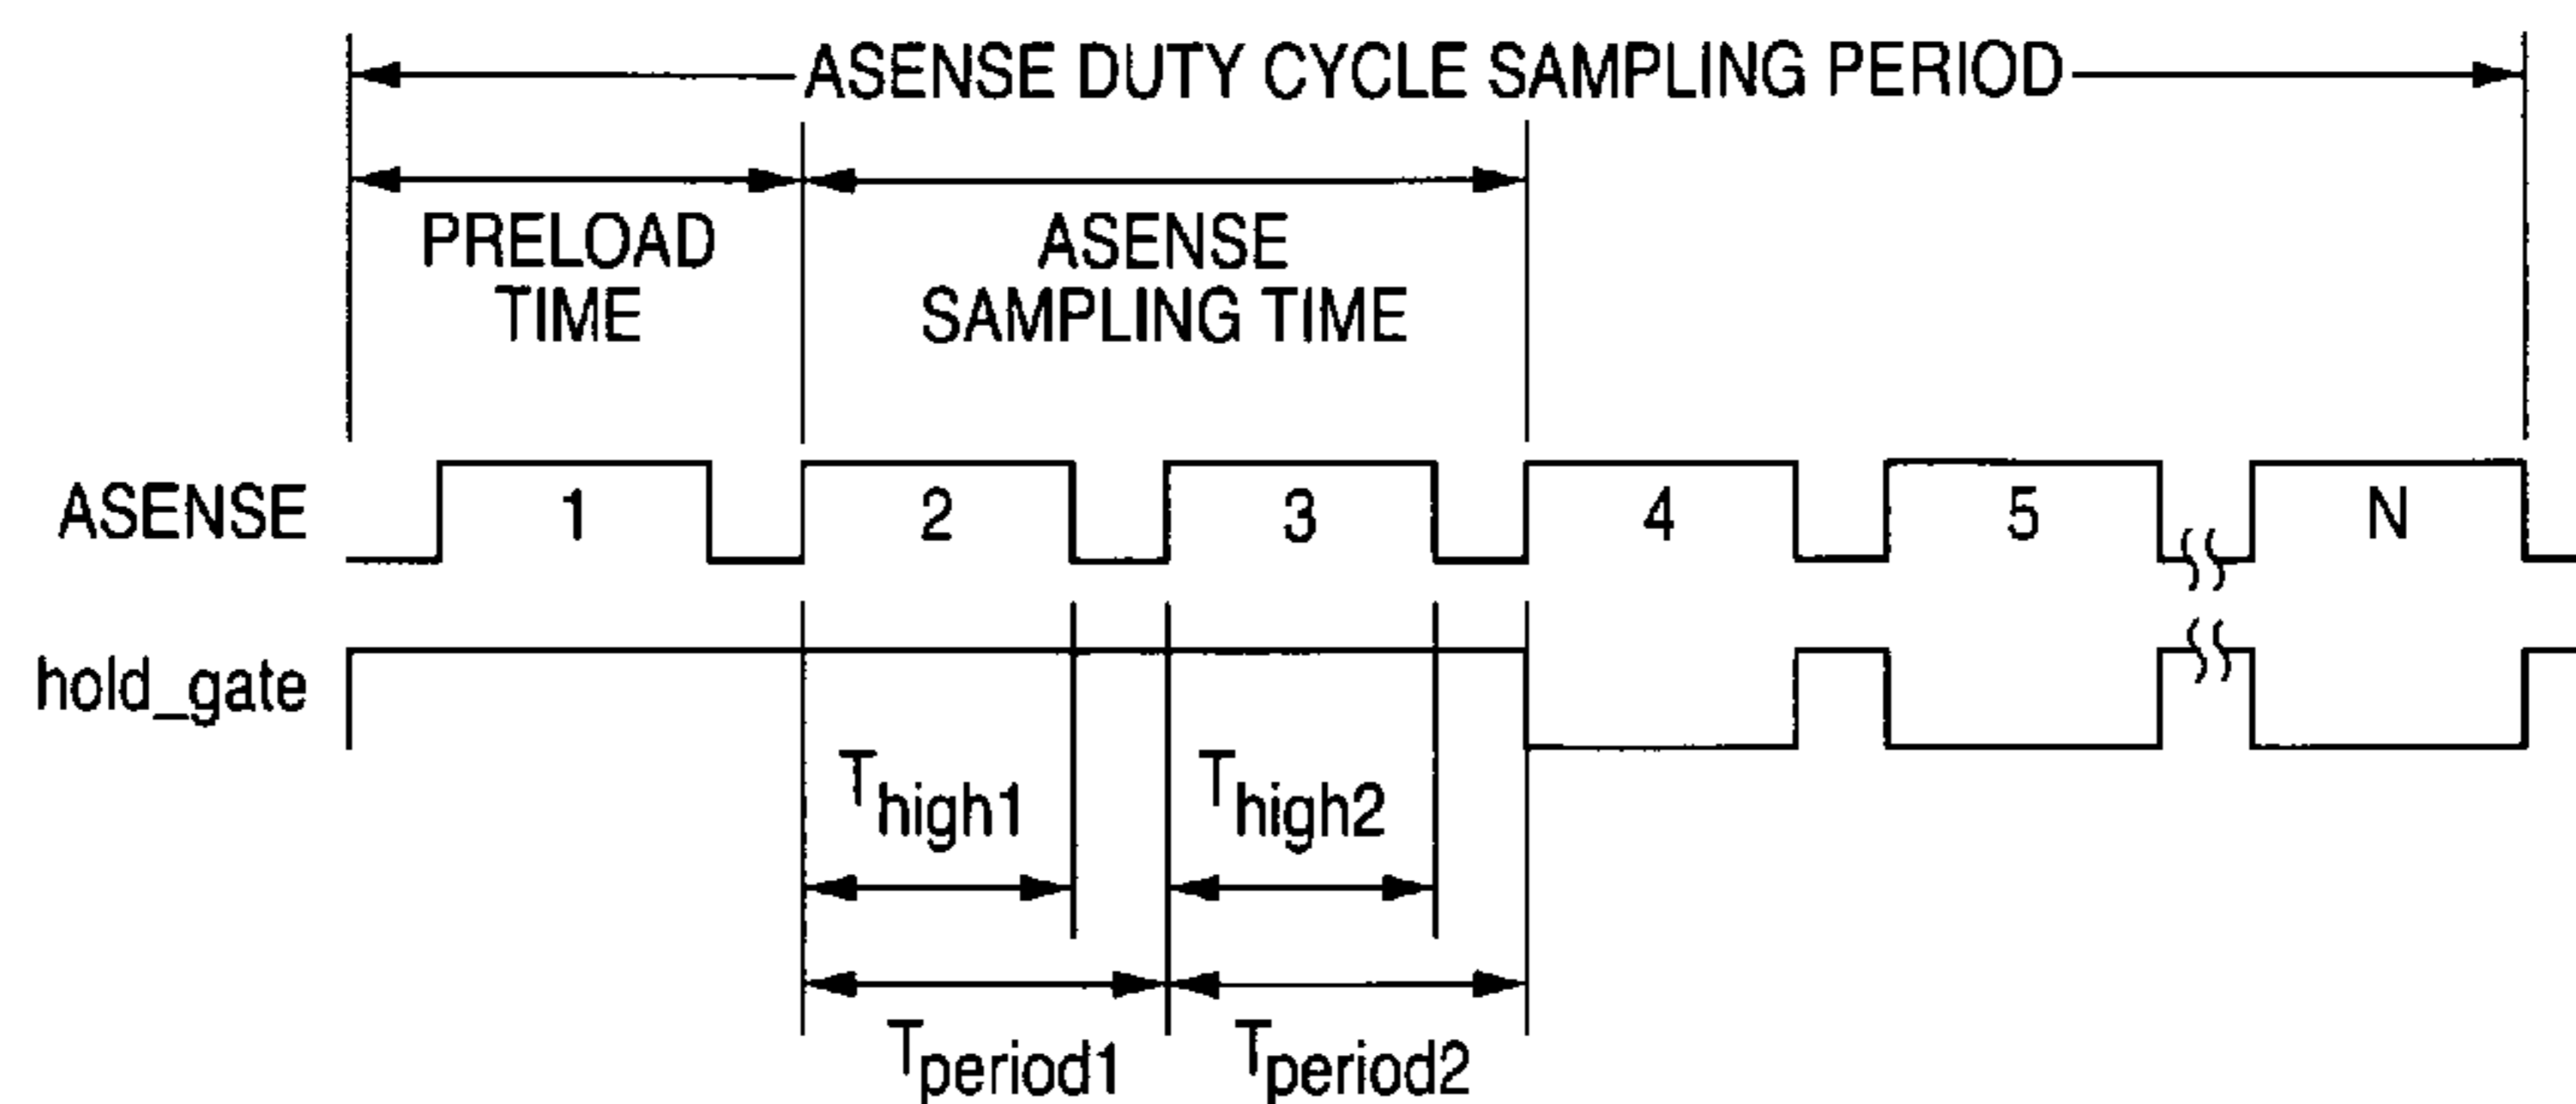 ASENSE DUTY CYCLE SAMPLING PERIOD
PRELOAD
TIME
ASENSE
SAMPLING TIME
ASENSE
1
2
3
4
5
N
hold_gate
Thigh1
Thigh2
Tperiod1
Tperiod2